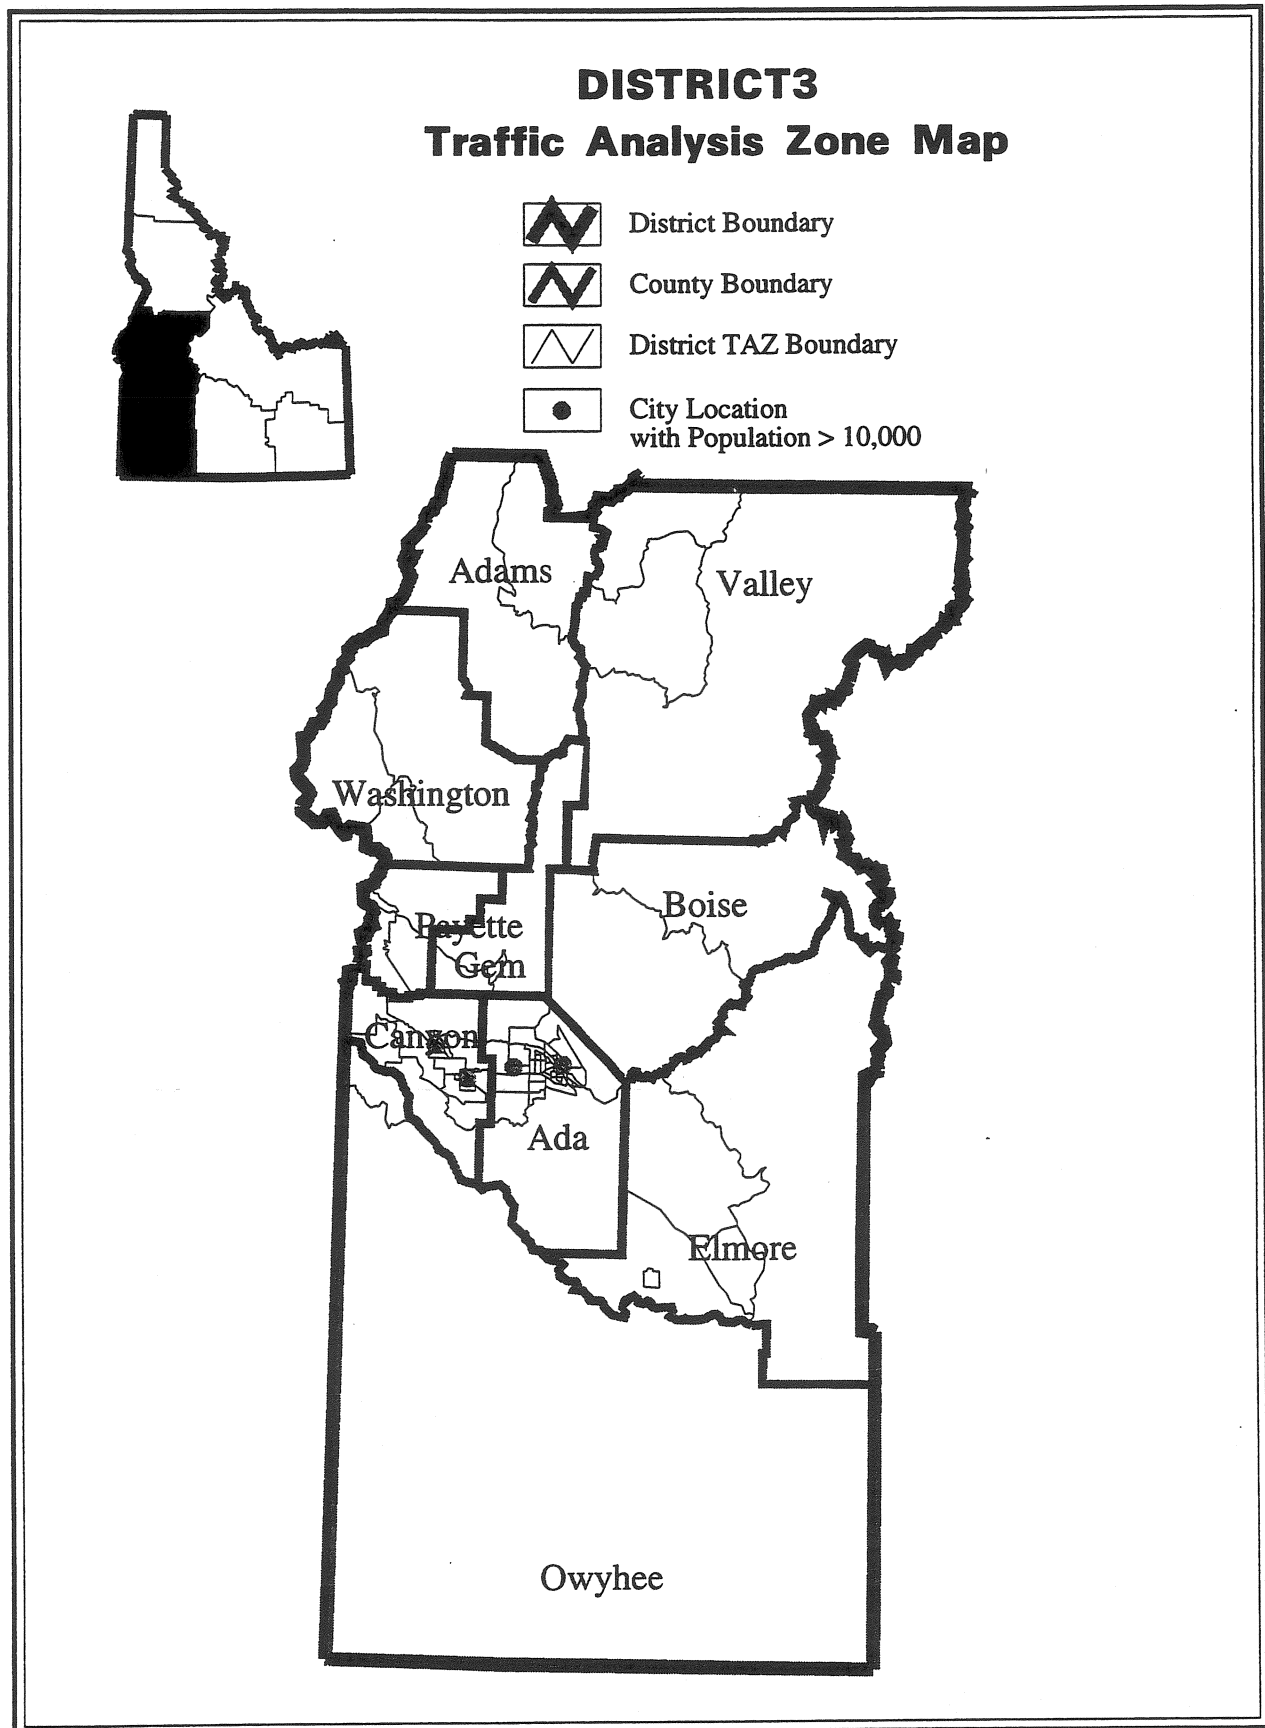 DISTRICT3
Traffic Analysis Zone Map
District Boundary
County Boundary
District TAZ Boundary
City Location
with Population > 10,000
Adams
Valley
Washington
Boise
Payette
Gem
Canyon
Ada
Elmore
Owyhee